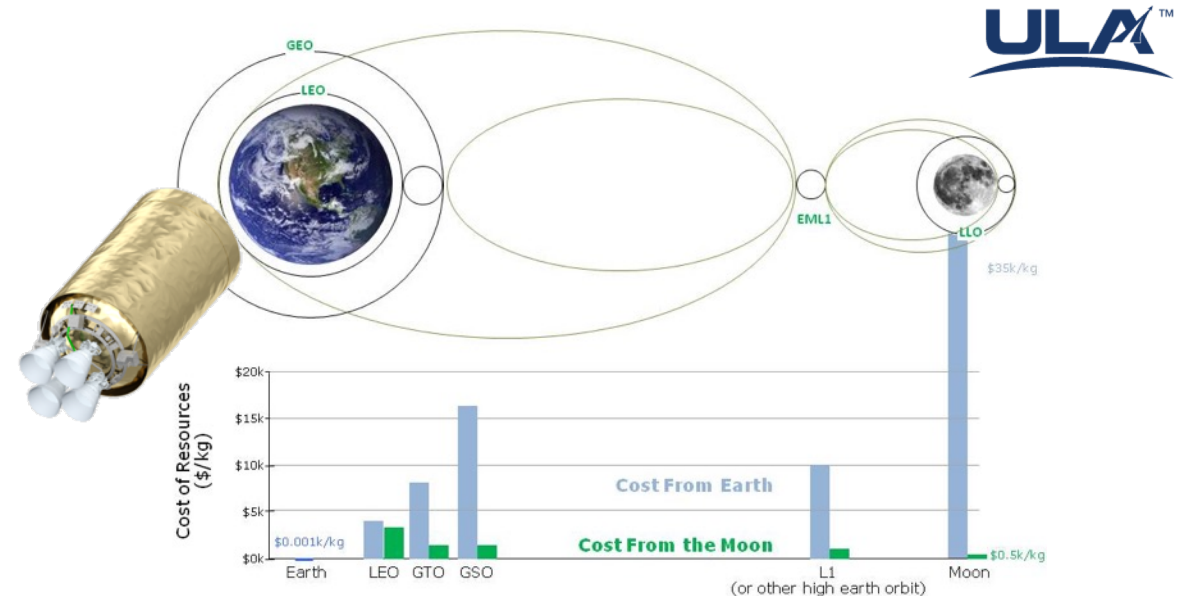 ULA™
GEO
LEO
EML1
LLO
$35k/kg
Cost of Resources
($/kg)
$20k
$15k
$10k
$5k
$0k
Cost From Earth
Cost From the Moon
$0.001k/kg
$0.5k/kg
Earth
LEO
GTO
GSO
L1
(or other high earth orbit)
Moon